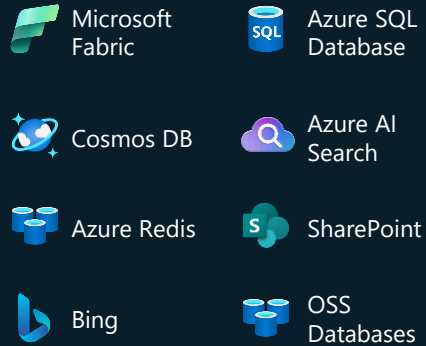 Microsoft
Fabric
SQL
Azure SQL
Database
Cosmos DB
Azure AI
Search
Azure Redis
S
SharePoint
Bing
OSS
Databases